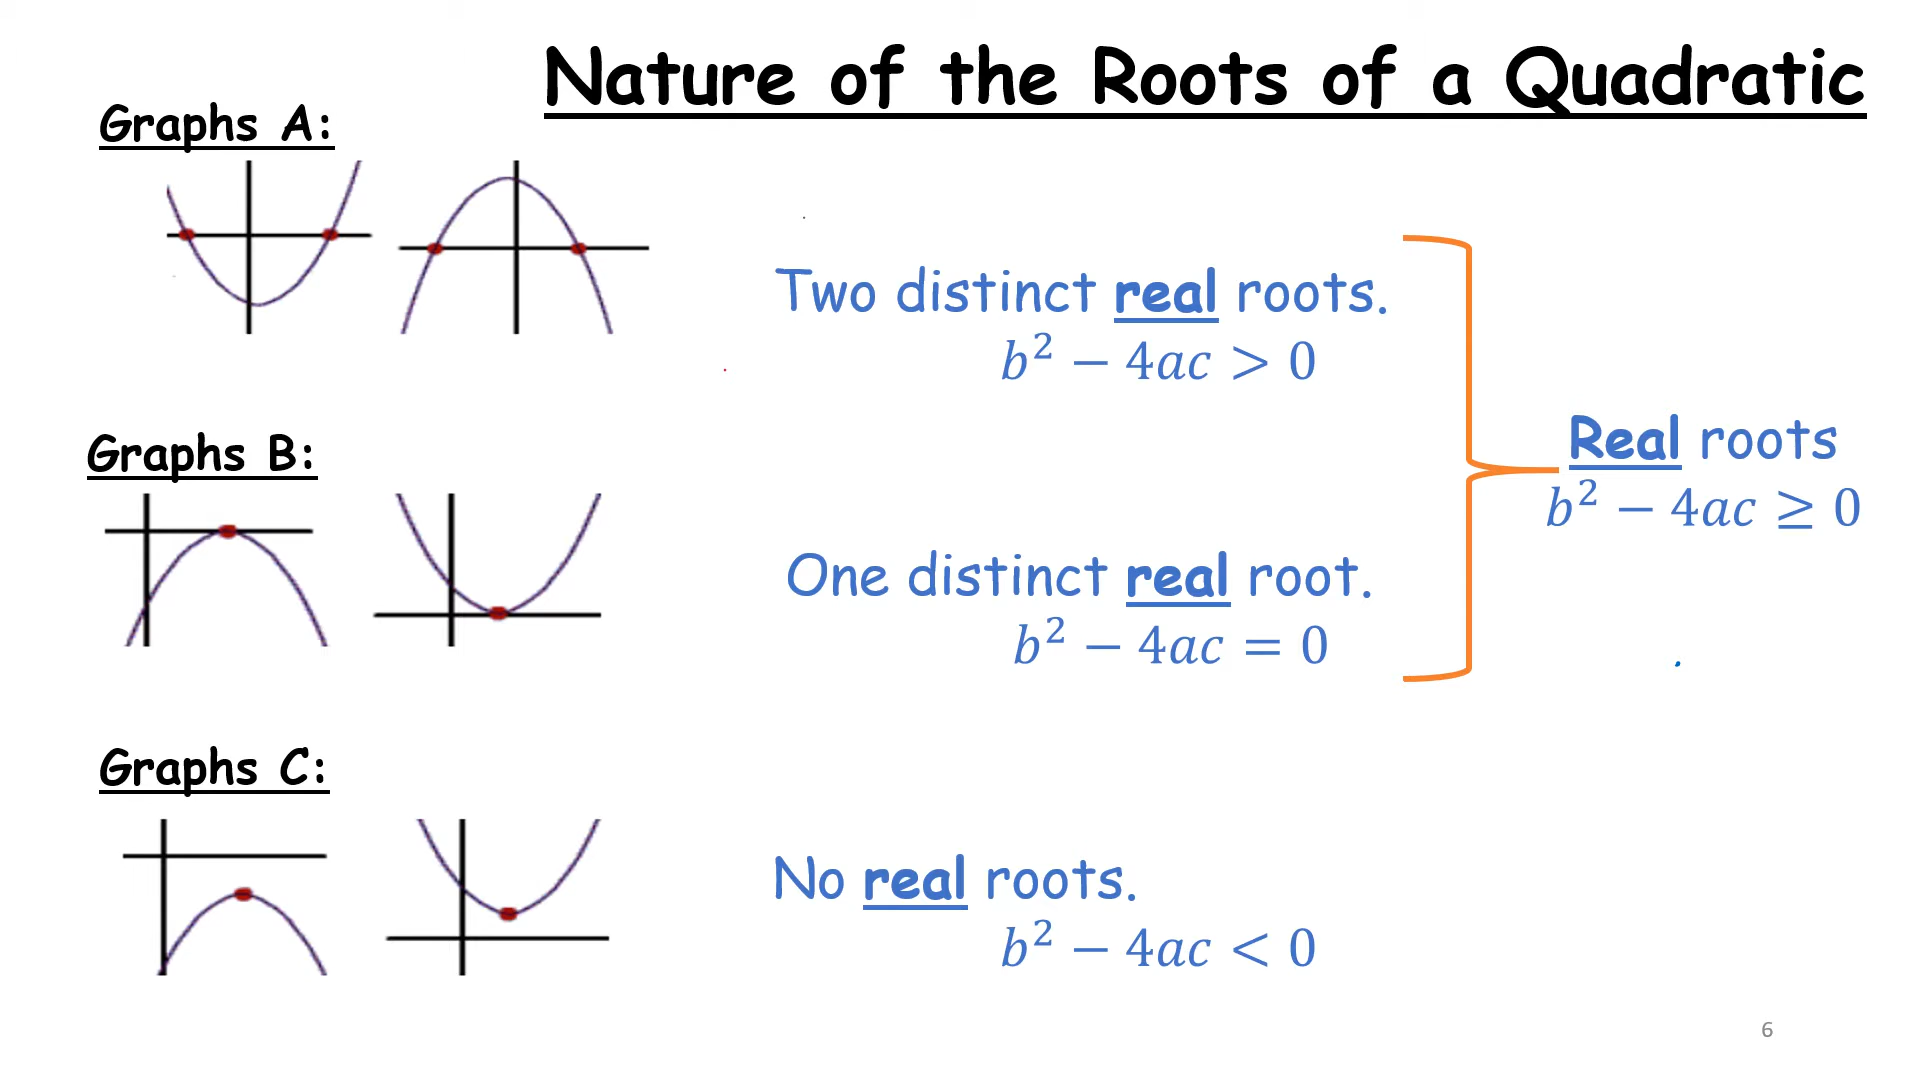 Nature of the Roots of a Quadratic
Graphs A:
Two distinct real roots.
𝑏² − 4𝑎𝑐 > 0
Real roots
𝑏² − 4𝑎𝑐 ≥ 0
Graphs B:
One distinct real root.
𝑏² − 4𝑎𝑐 = 0
Graphs C:
No real roots.
𝑏² − 4𝑎𝑐 < 0
6